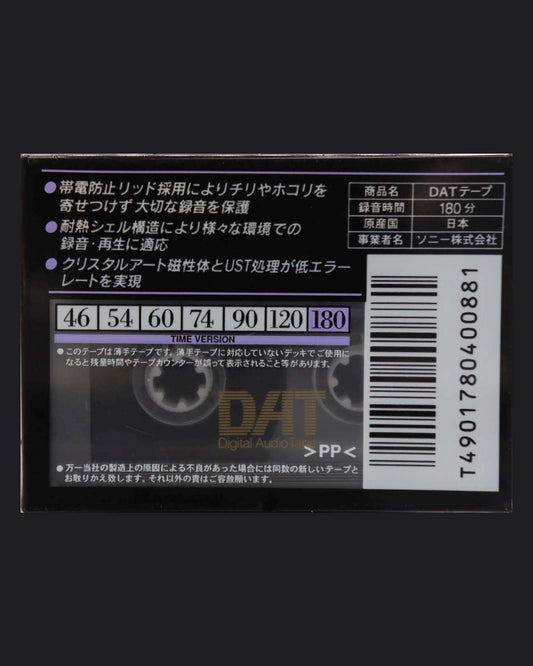 ●帯電防止リッド採用によりチリやホコリを
寄せつけず大切な録音を保護
●耐熱シェル構造により様々な環境での
録音・再生に適応
●クリスタルアート磁性体とUST処理が低エラー
レートを実現
商品名 DATテープ
録音時間 180分
原産国 日本
事業者名 ソニー株式会社
46 54 60 74 90 120 180
TIME VERSION
●このテープは薄手テープです。薄手テープに対応していないデッキでご使用に
なると残量時間やテープカウンターが誤って表示されること等があります。
DAT
Digital Audio Tape
>PP<
●万一当社の製造上の原因による不良があった場合には同数の新しいテープと
お取りかえ致します。それ以外の責はご容赦願います。
T4901780400881